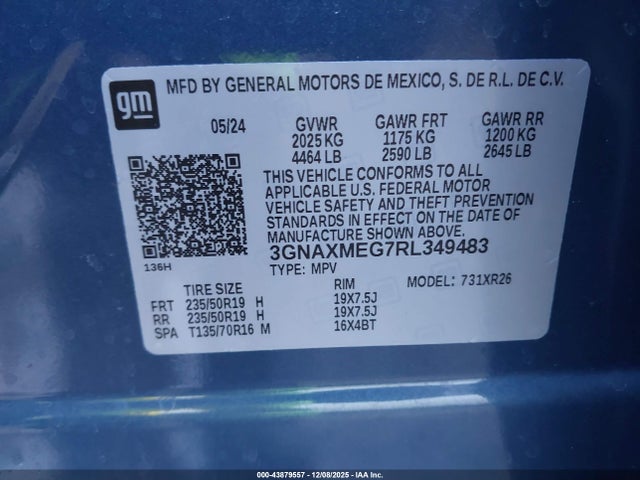 gm
MFD BY GENERAL MOTORS DE MEXICO, S. DE R.L. DE C.V.
05/24 GVWR GAWR FRT GAWR RR
2025 KG 1175 KG 1200 KG
4464 LB 2590 LB 2645 LB
THIS VEHICLE CONFORMS TO ALL
APPLICABLE U.S. FEDERAL MOTOR
VEHICLE SAFETY AND THEFT PREVENTION
STANDARDS IN EFFECT ON THE DATE OF
MANUFACTURE SHOWN ABOVE.
3GNAXMEG7RL349483
136H
TYPE: MPV MODEL: 731XR26
TIRE SIZE RIM
FRT 235/50R19 H 19X7.5J
RR 235/50R19 H 19X7.5J
SPA T135/70R16 M 16X4BT
000-43879557 - 12/08/2025 - IAA Inc.